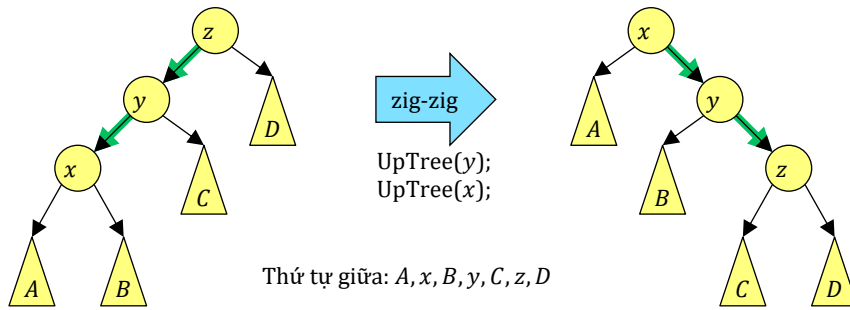 z
x
y
D
zig-zig
A
y
x
C
UpTree(y);
UpTree(x);
B
z
A
B
Thứ tự giữa: A, x, B, y, C, z, D
C
D